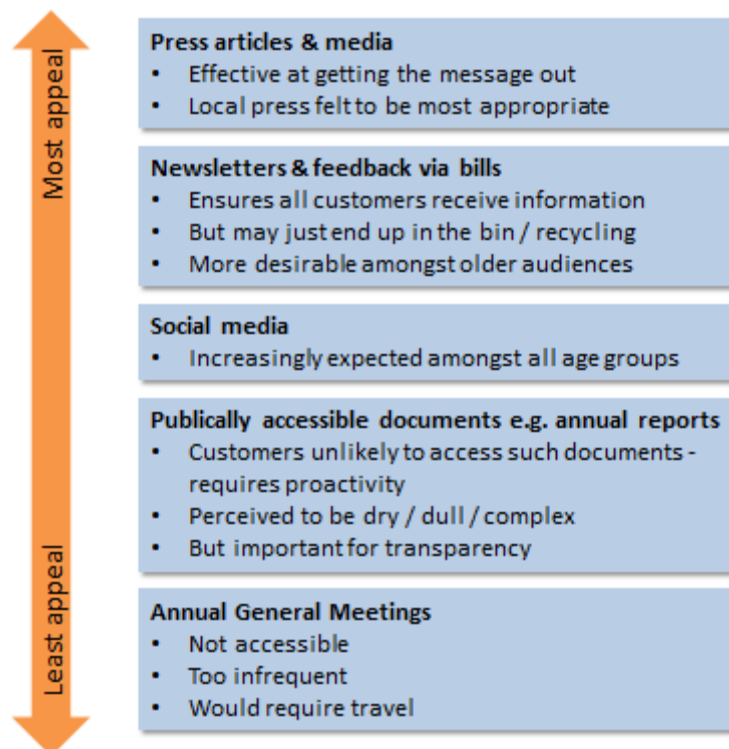 Most appeal
Press articles & media
• Effective at getting the message out
• Local press felt to be most appropriate
Newsletters & feedback via bills
• Ensures all customers receive information
• But may just end up in the bin / recycling
• More desirable amongst older audiences
Social media
• Increasingly expected amongst all age groups
Publically accessible documents e.g. annual reports
• Customers unlikely to access such documents -
requires proactivity
• Perceived to be dry / dull / complex
• But important for transparency
Least appeal
Annual General Meetings
• Not accessible
• Too infrequent
• Would require travel